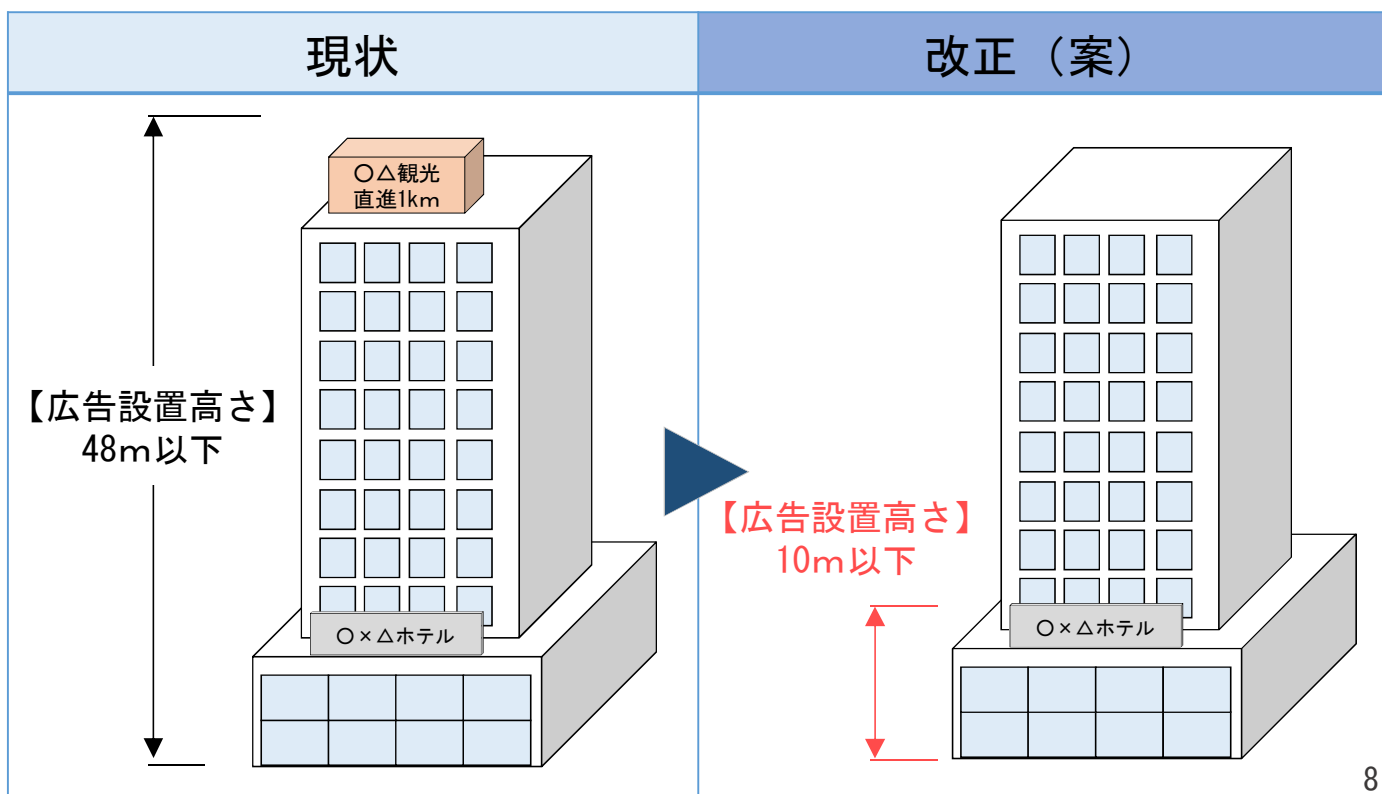 現状
改正（案）
○△観光
直進1km
【広告設置高さ】
48m以下
○×△ホテル
【広告設置高さ】
10m以下
○×△ホテル
8